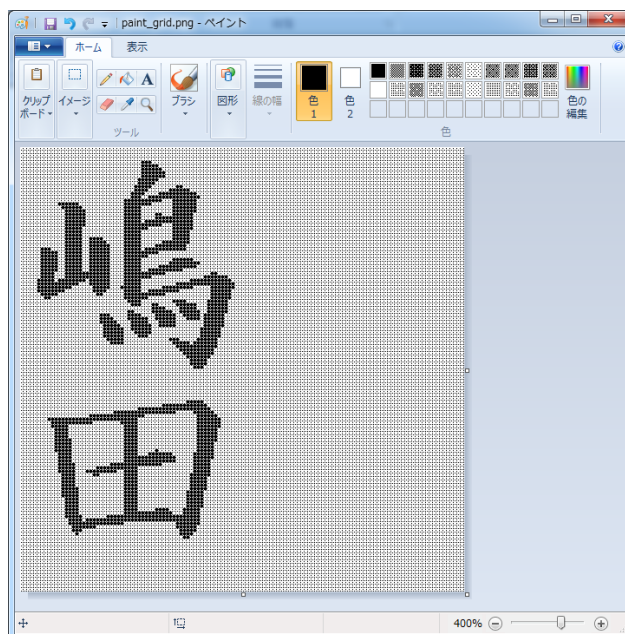 paint_grid.png - ペイント
ホーム
表示
クリップボード
イメージ
A
ツール
ブラシ
図形
線の幅
色
1
色
2
色の
編集
色
嶋
田
400%